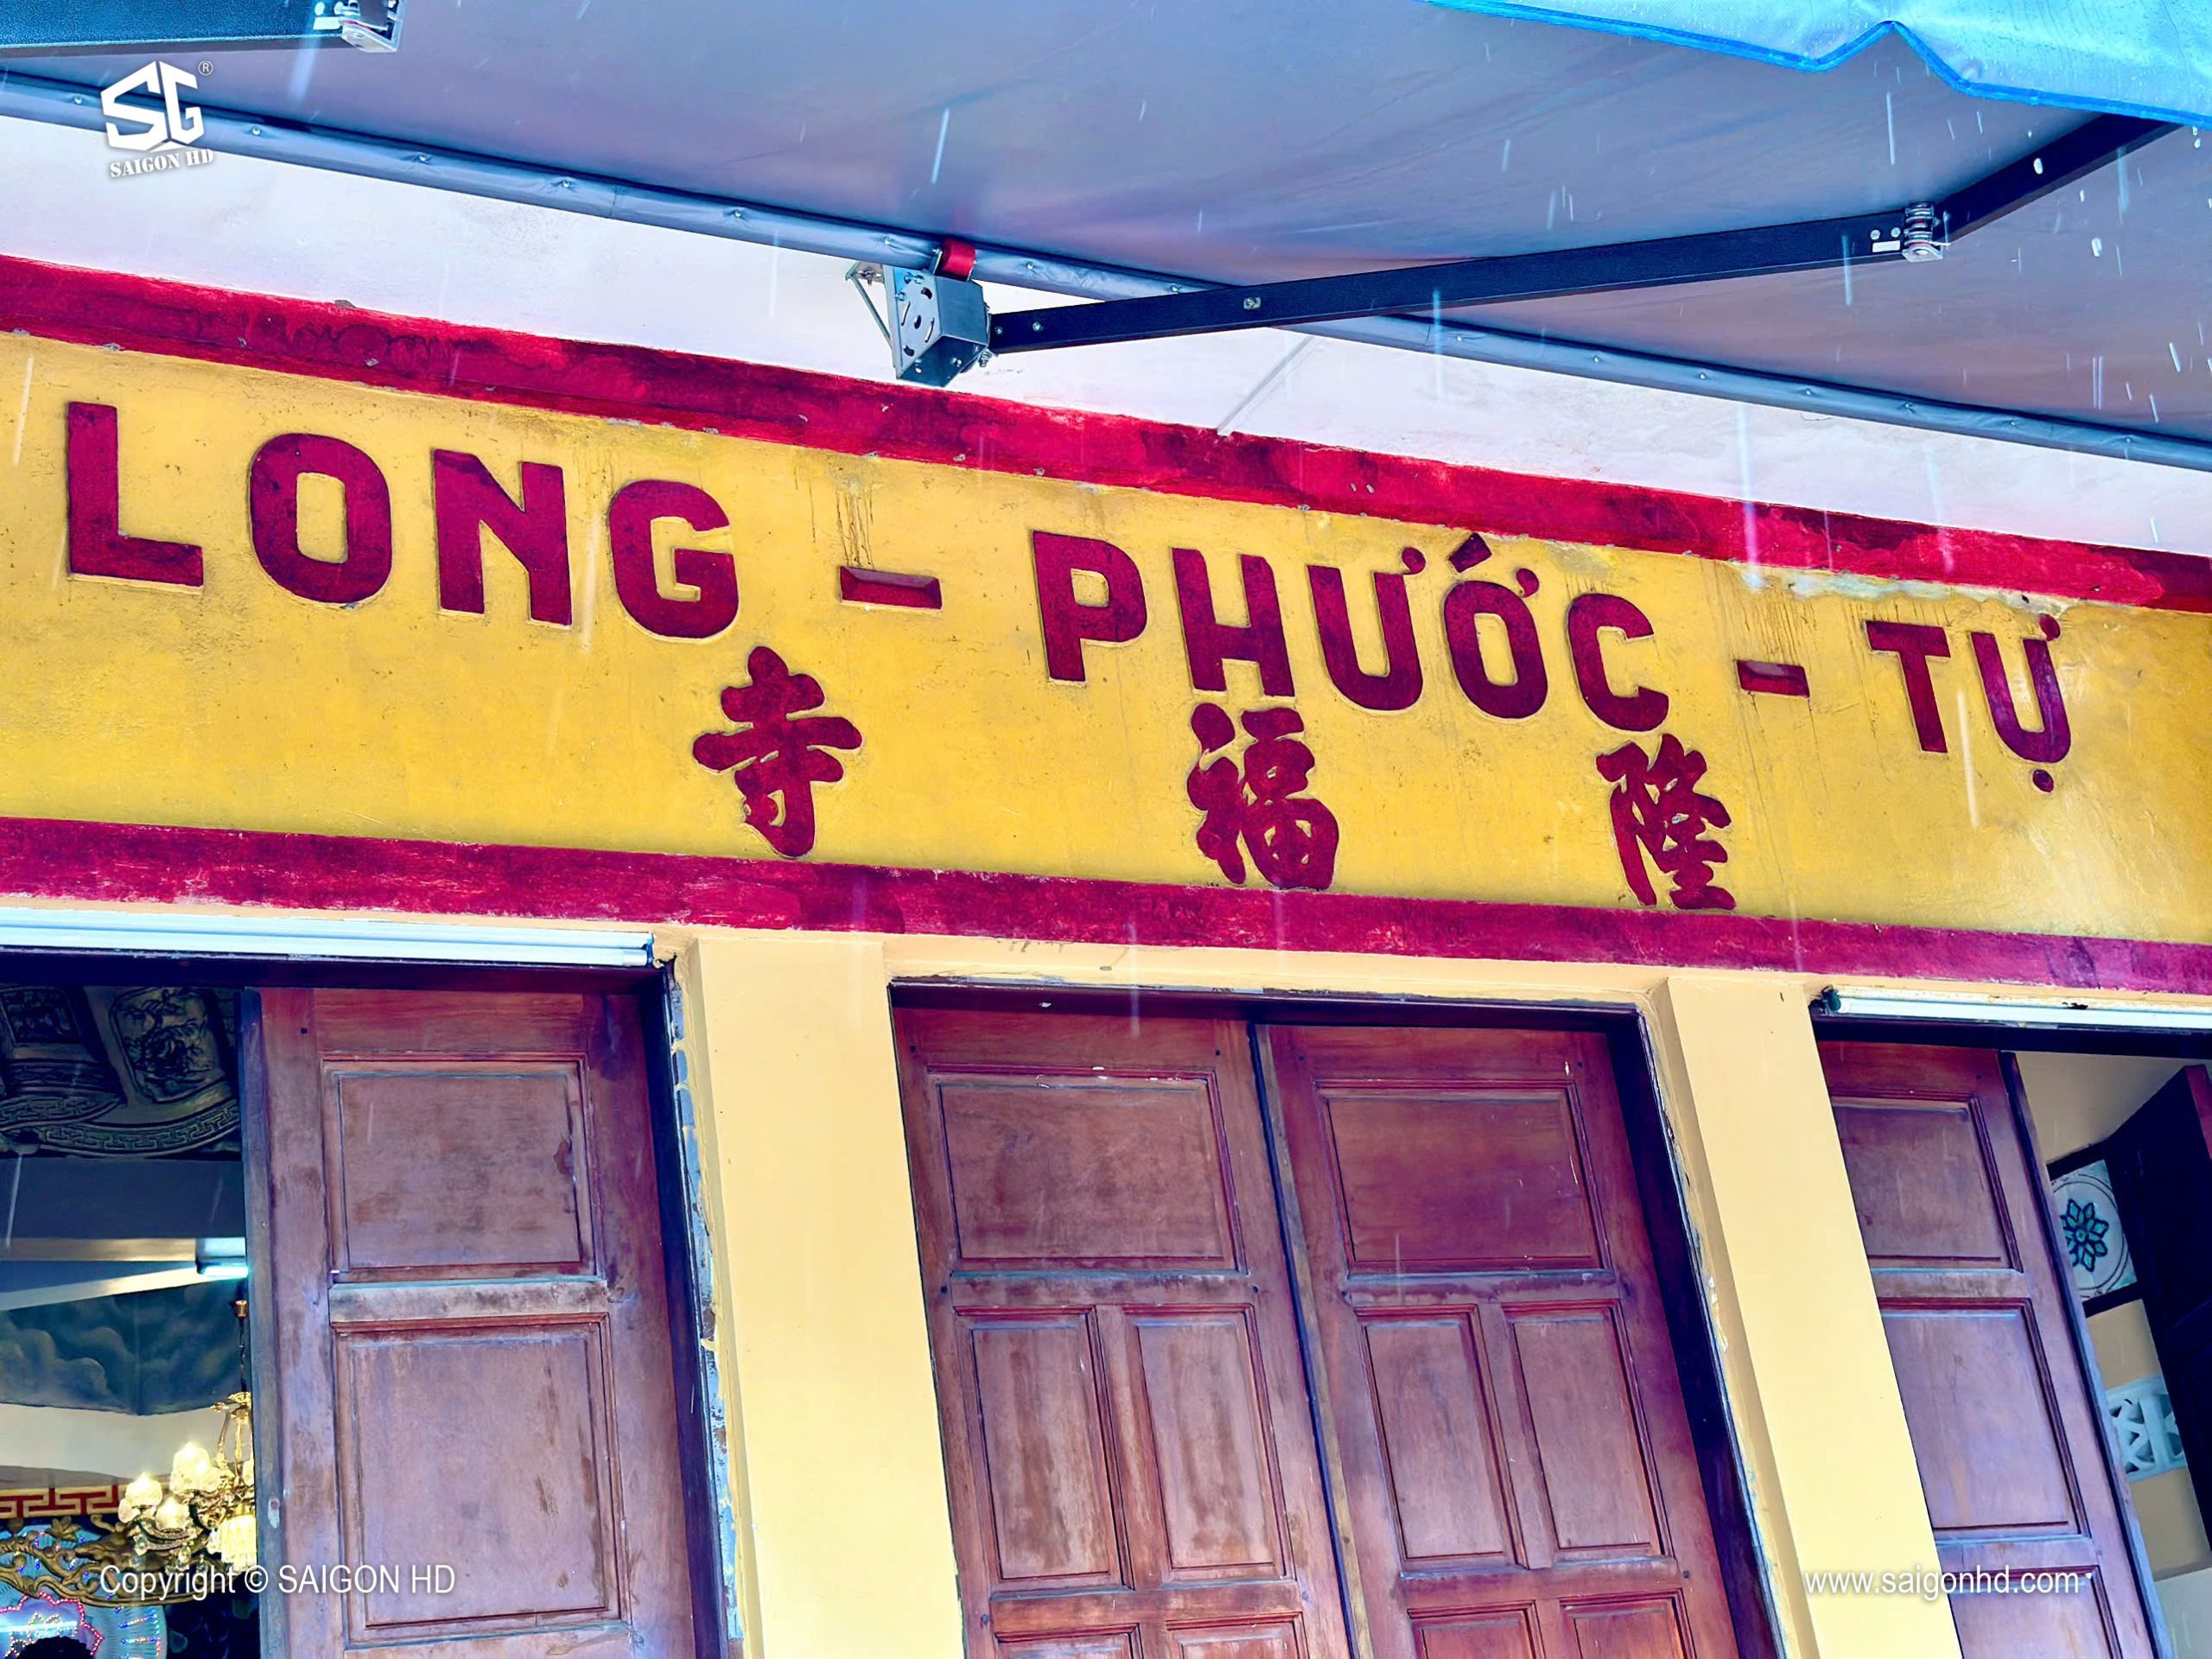 SG®
SAIGON HD
LONG - PHƯỚC - TỰ
寺 福 隆
Copyright © SAIGON HD
www.saigonhd.com